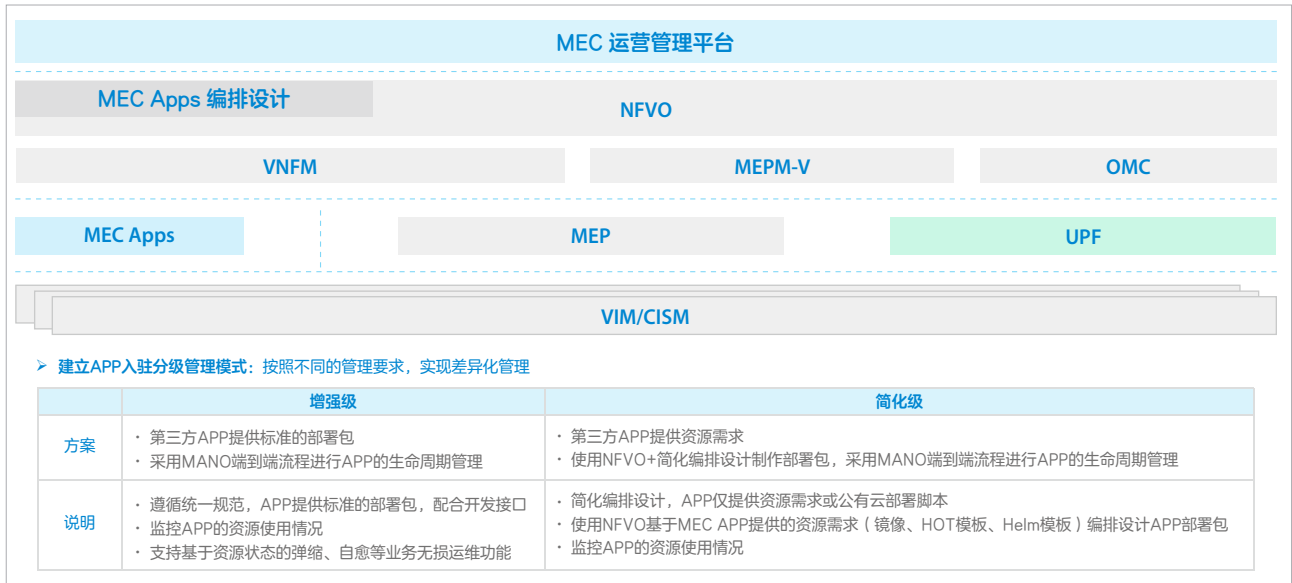 MEC 运营管理平台
MEC Apps 编排设计
NFVO
VNFM
MEPM-V
OMC
MEC Apps
MEP
UPF
VIM/CISM
➢ 建立APP入驻分级管理模式：按照不同的管理要求，实现差异化管理
增强级
简化级
方案
· 第三方APP提供标准的部署包
· 采用MANO端到端流程进行APP的生命周期管理
· 第三方APP提供资源需求
· 使用NFVO+简化编排设计制作部署包，采用MANO端到端流程进行APP的生命周期管理
说明
· 遵循统一规范，APP提供标准的部署包，配合开发接口
· 监控APP的资源使用情况
· 支持基于资源状态的弹缩、自愈等业务无损运维功能
· 简化编排设计，APP仅提供资源需求或公有云部署脚本
· 使用NFVO基于MEC APP提供的资源需求（镜像、HOT模板、Helm模板）编排设计APP部署包
· 监控APP的资源使用情况